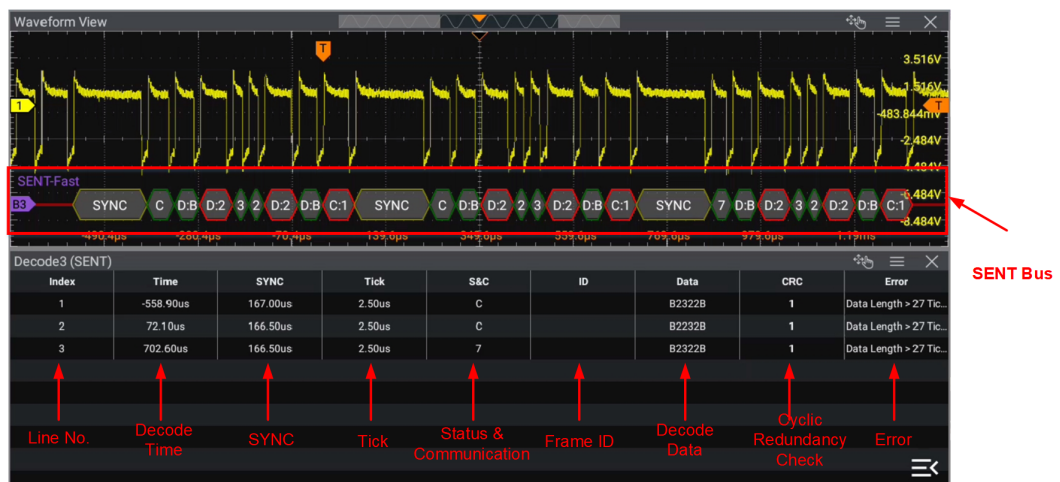 Waveform View
T
3.516V
1.516V
1
T
-483.844mV
-2.484V
-4.484V
SENT-Fast
B3
SYNC C D:B D:2 3 2 D:2 D:B C:1 SYNC C D:B D:2 2 3 D:2 D:B C:1 SYNC 7 D:B D:2 3 2 D:2 D:B C:1
-6.484V
-8.484V
-490.4µs -280.4µs -70.4µs 139.6µs 349.6µs 559.6µs 769.6µs 979.6µs 1.19ms
SENT Bus
Decode3 (SENT)
Index Time SYNC Tick S&C ID Data CRC Error
1 -558.90us 167.00us 2.50us C B2322B 1 Data Length > 27 Tic...
2 72.10us 166.50us 2.50us C B2232B 1 Data Length > 27 Tic...
3 702.60us 166.50us 2.50us 7 B2322B 1 Data Length > 27 Tic...
Line No.
Decode
Time
SYNC
Tick
Status &
Communication
Frame ID
Decode
Data
Cyclic
Redundancy
Check
Error